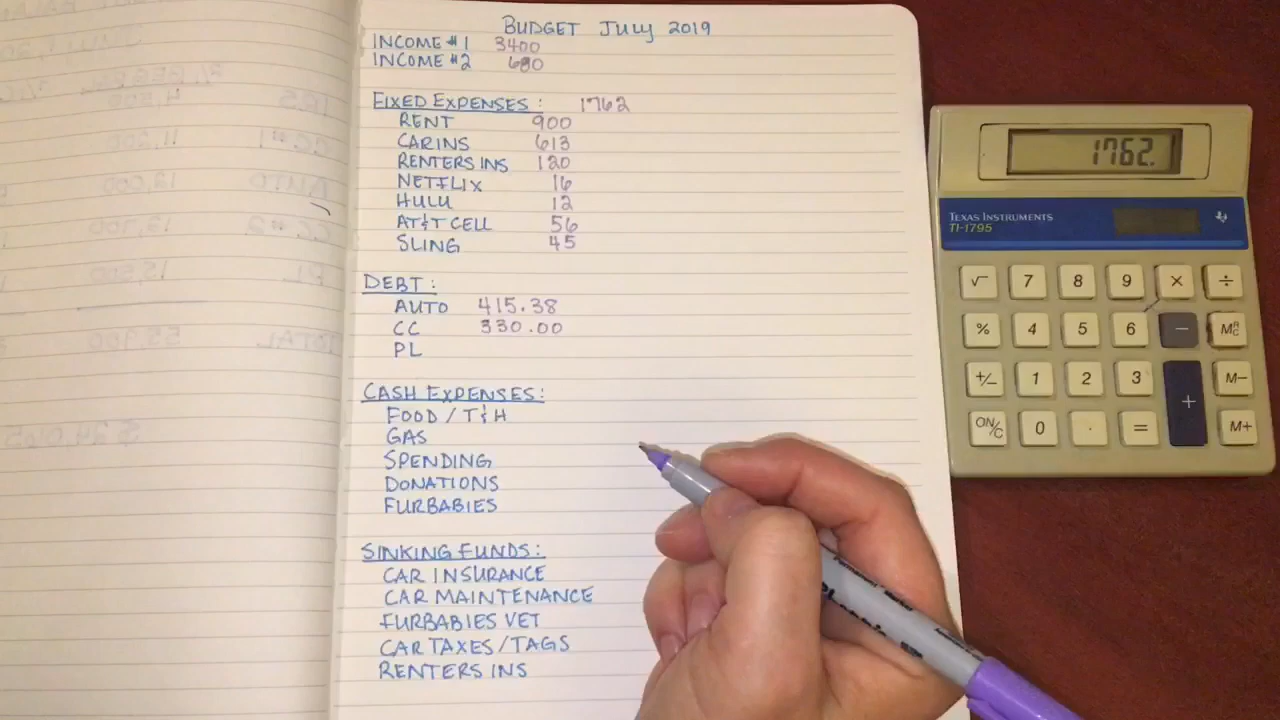 BUDGET JULY 2019
INCOME #1 3400
INCOME #2 680
FIXED EXPENSES: 1762
RENT 900
CAR INS 613
RENTERS INS 120
NETFLIX 16
HULU 12
AT&T CELL 56
SLING 45
DEBT:
AUTO 415.38
CC 330.00
PL
CASH EXPENSES:
FOOD / T&H
GAS
SPENDING
DONATIONS
FURBABIES
SINKING FUNDS:
CAR INSURANCE
CAR MAINTENANCE
FURBABIES VET
CAR TAXES/TAGS
RENTERS INS
1762.
TEXAS INSTRUMENTS
TI-1795
√ 7 8 9 × ÷
% 4 5 6 − MRC
+/− 1 2 3 M−
ON/C 0 . = + M+